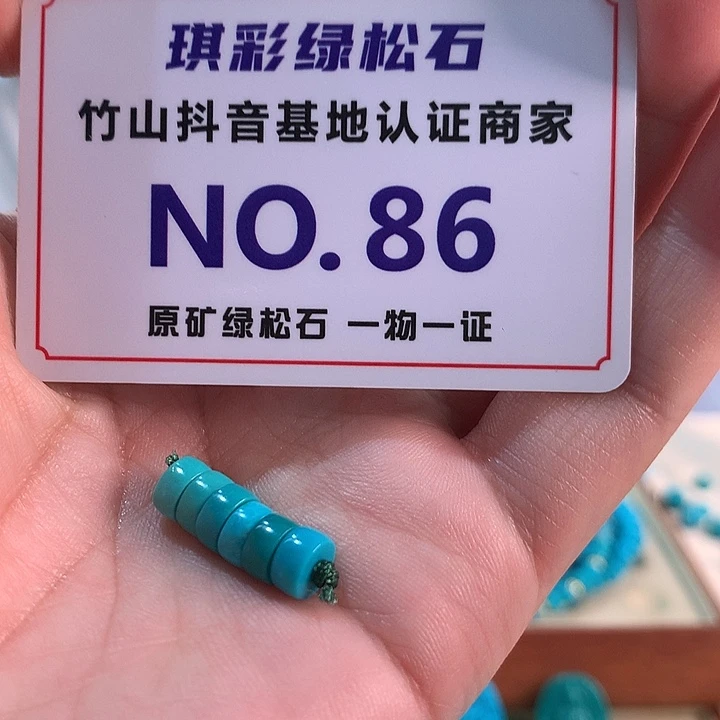 琪彩绿松石
竹山抖音基地认证商家
NO.86
原矿绿松石 一物一证